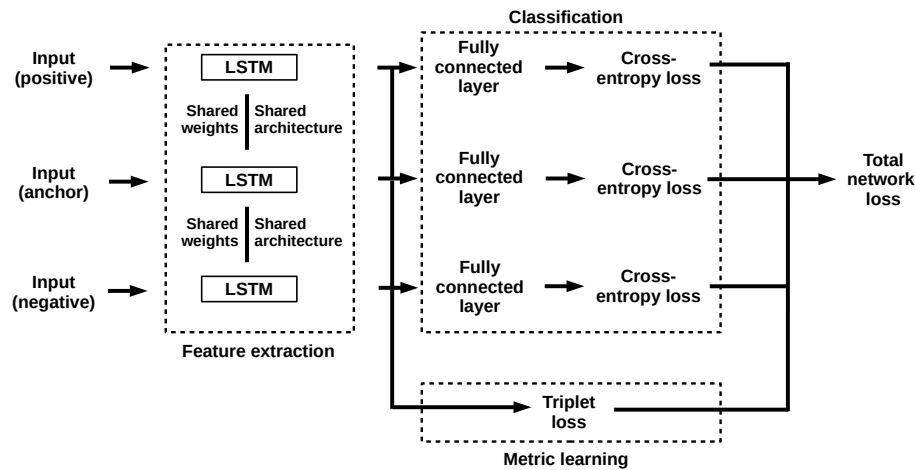 Classification
Input
(positive)
LSTM
Fully
connected
layer
Cross-
entropy loss
Shared
weights
Shared
architecture
Input
(anchor)
LSTM
Fully
connected
layer
Cross-
entropy loss
Total
network
loss
Shared
weights
Shared
architecture
Input
(negative)
LSTM
Fully
connected
layer
Cross-
entropy loss
Feature extraction
Triplet
loss
Metric learning